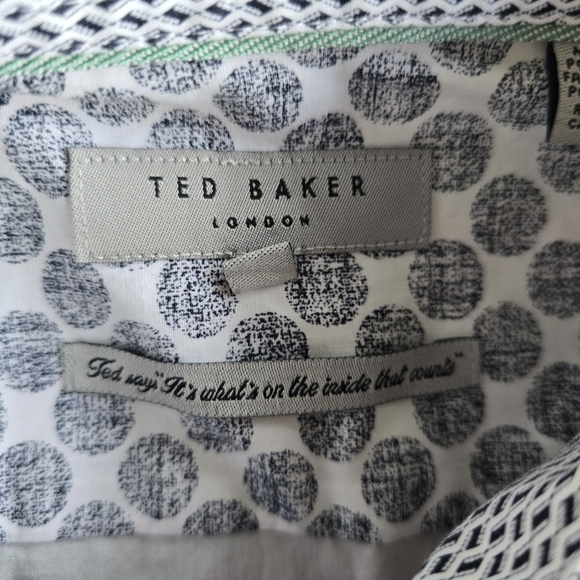 TED BAKER
LONDON
Ted says "It's what's on the inside that counts"